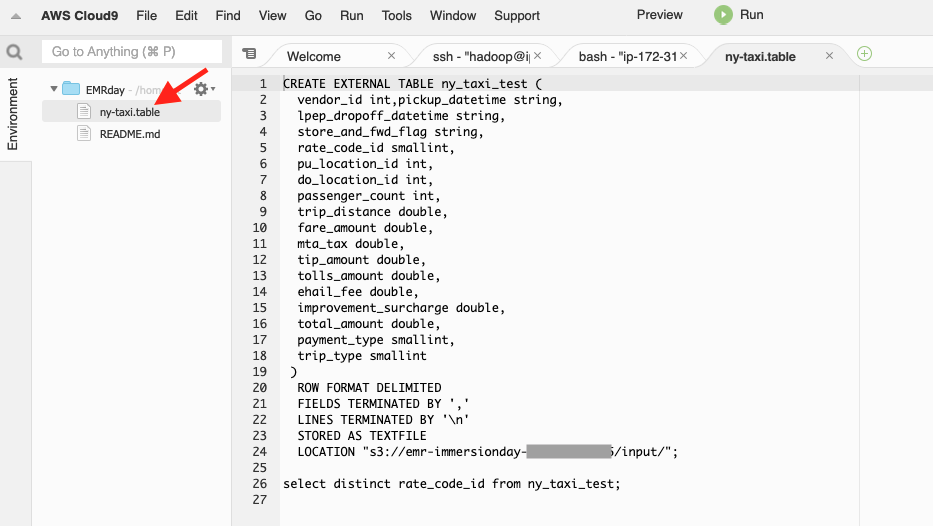 AWS Cloud9 File Edit Find View Go Run Tools Window Support Preview Run
Go to Anything (⌘ P)
Welcome ssh - "hadoop@i bash - "ip-172-31 ny-taxi.table
Environment
EMRday - /hom
ny-taxi.table
README.md
1 CREATE EXTERNAL TABLE ny_taxi_test (
2 vendor_id int,pickup_datetime string,
3 lpep_dropoff_datetime string,
4 store_and_fwd_flag string,
5 rate_code_id smallint,
6 pu_location_id int,
7 do_location_id int,
8 passenger_count int,
9 trip_distance double,
10 fare_amount double,
11 mta_tax double,
12 tip_amount double,
13 tolls_amount double,
14 ehail_fee double,
15 improvement_surcharge double,
16 total_amount double,
17 payment_type smallint,
18 trip_type smallint
19 )
20 ROW FORMAT DELIMITED
21 FIELDS TERMINATED BY ','
22 LINES TERMINATED BY '\n'
23 STORED AS TEXTFILE
24 LOCATION "s3://emr-immersionday- /input/";
25
26 select distinct rate_code_id from ny_taxi_test;
27